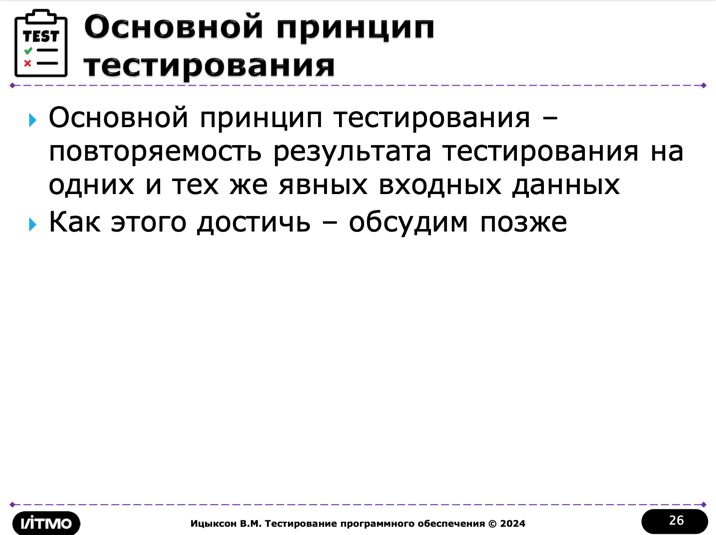 TEST
Основной принцип
тестирования
Основной принцип тестирования –
повторяемость результата тестирования на
одних и тех же явных входных данных
Как этого достичь – обсудим позже
ИТМО
Ицыксон В.М. Тестирование программного обеспечения © 2024
26